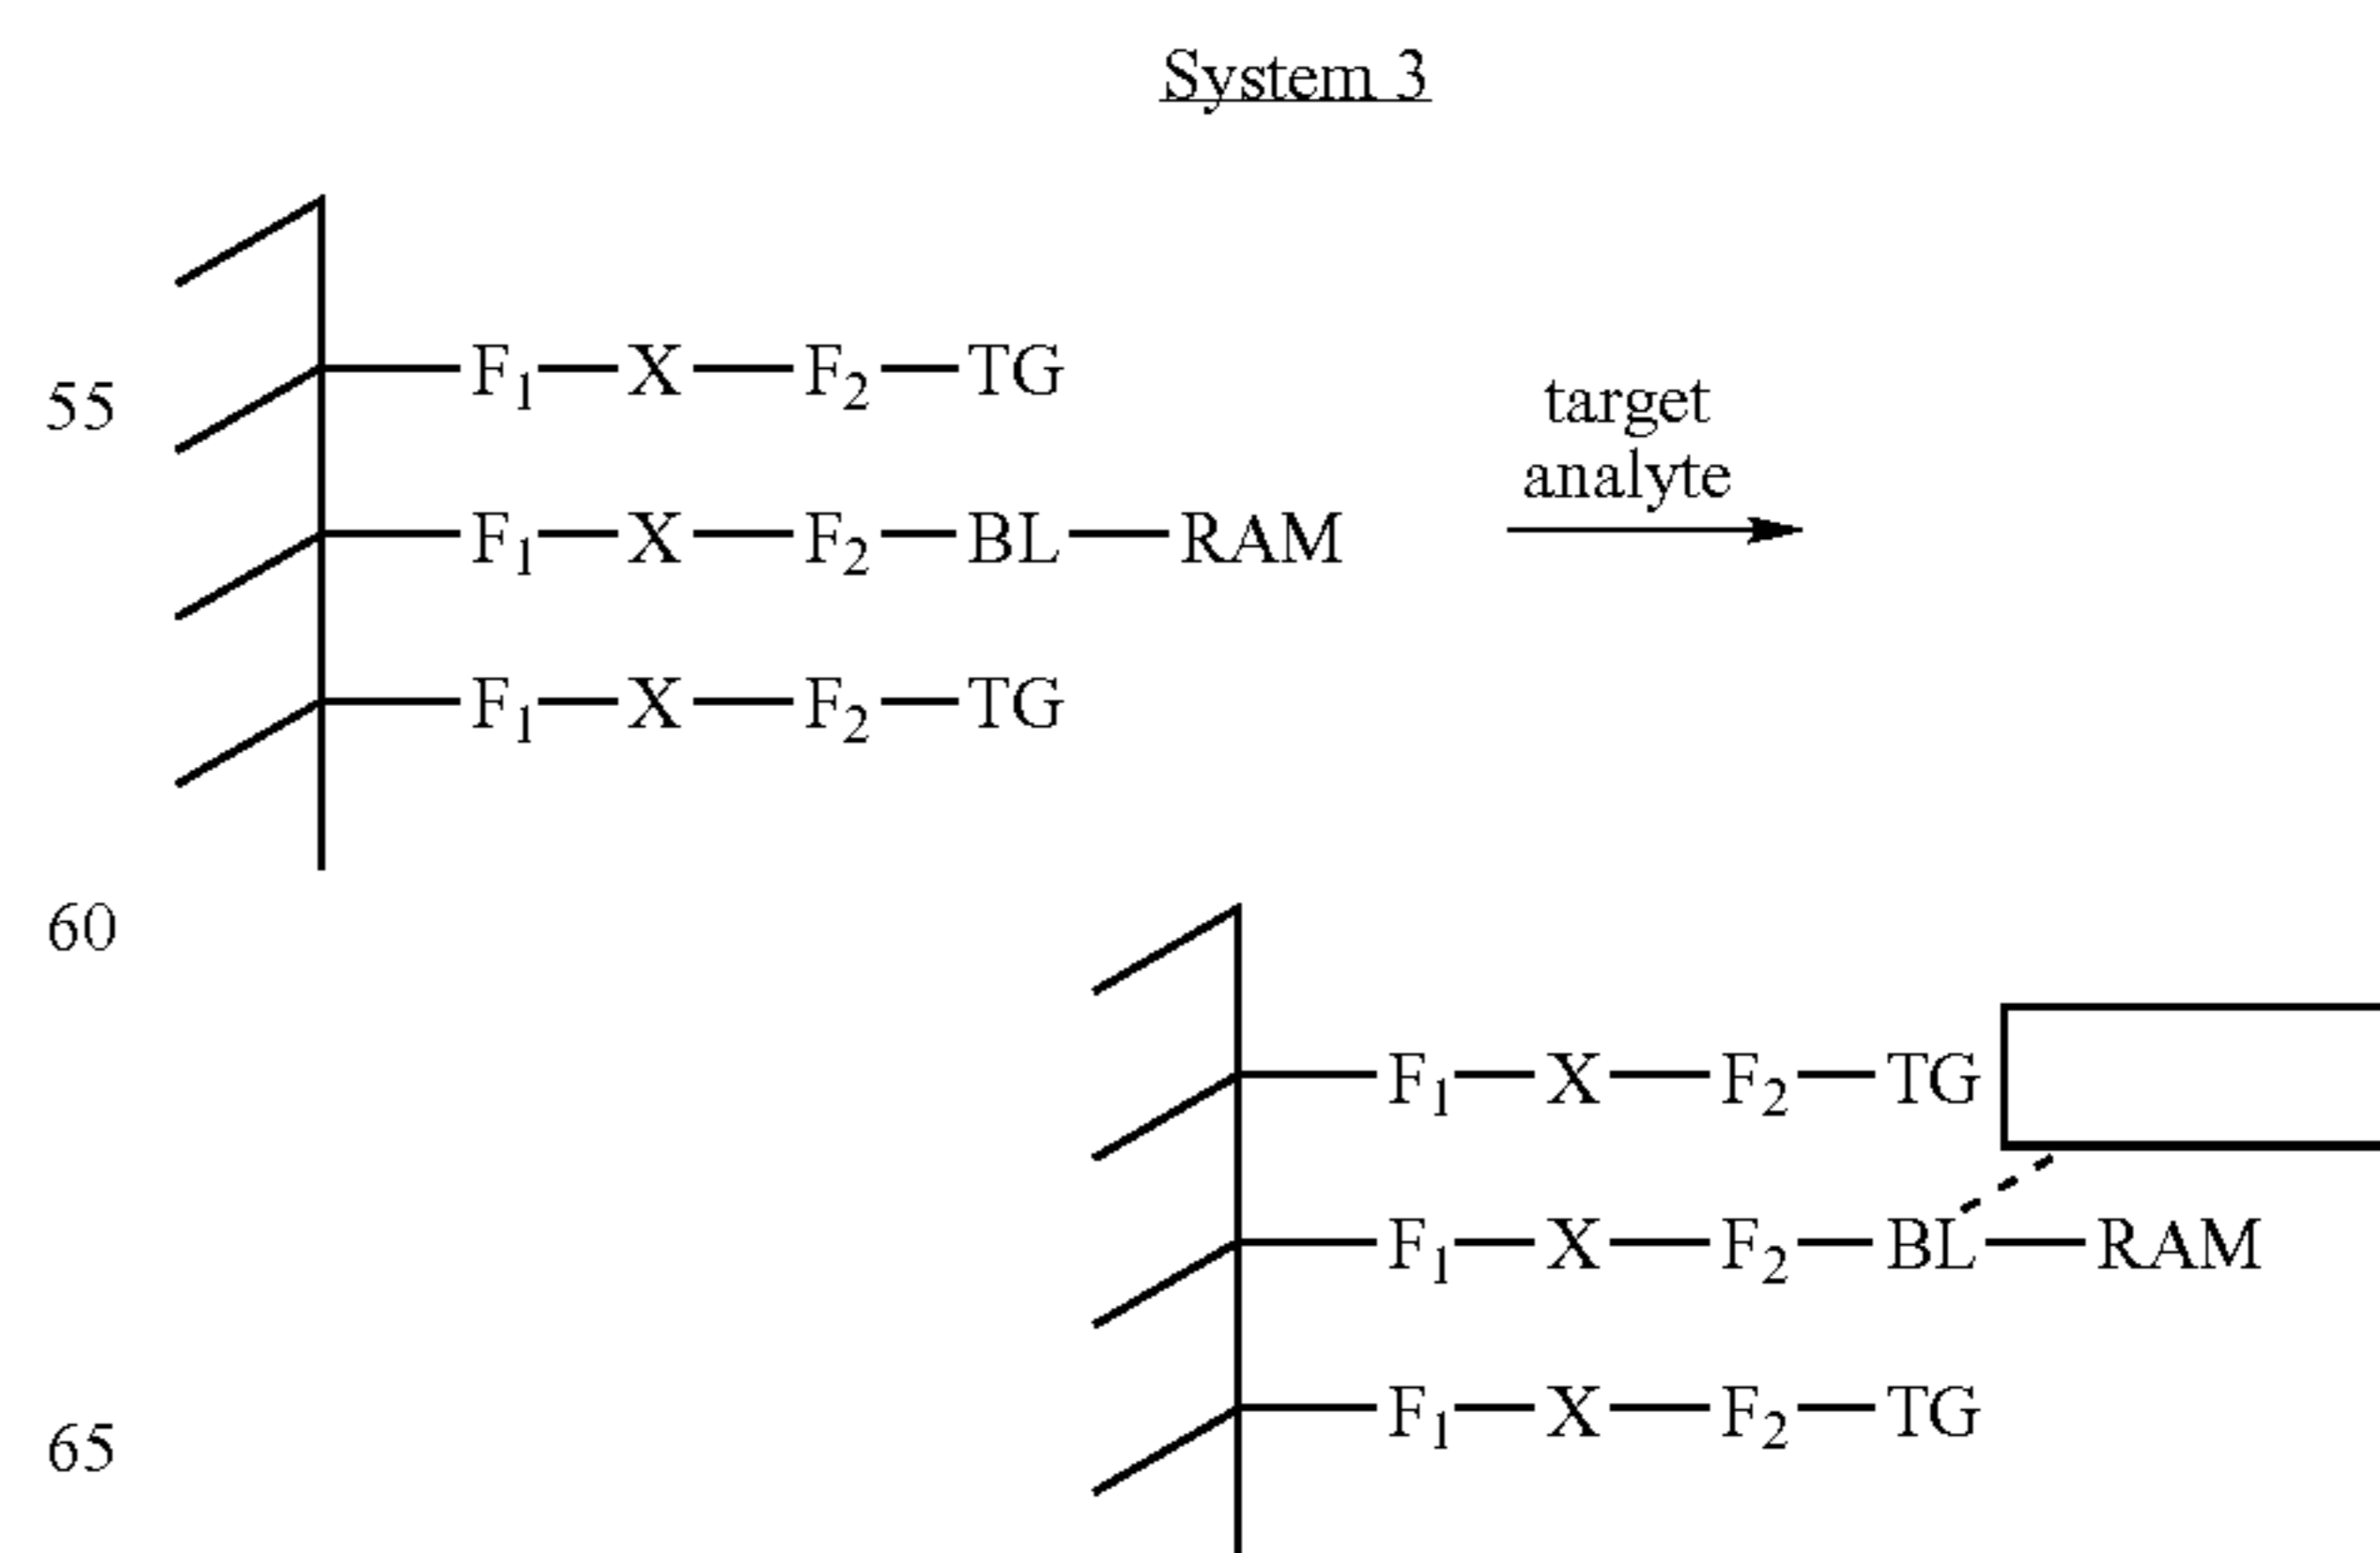 System 3
F1—X—F2—TG
55
target
analyte
F1—X—F2—BL—RAM
F1—X—F2—TG
60
F1—X—F2—TG
F1—X—F2—BL—RAM
F1—X—F2—TG
65